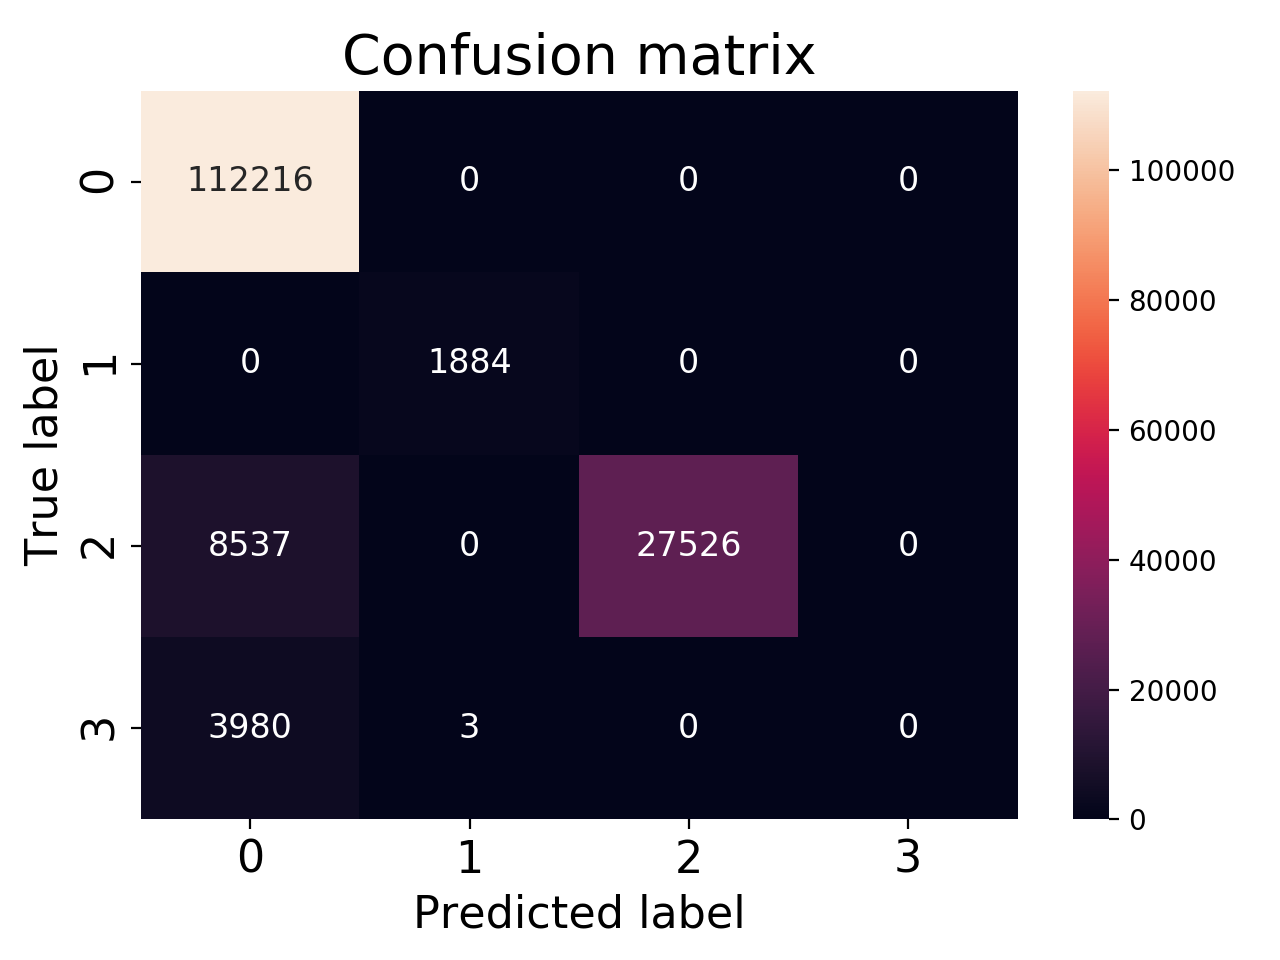 Confusion matrix
True label
0 112216 0 0 0
1 0 1884 0 0
2 8537 0 27526 0
3 3980 3 0 0
0 1 2 3
Predicted label
100000
80000
60000
40000
20000
0